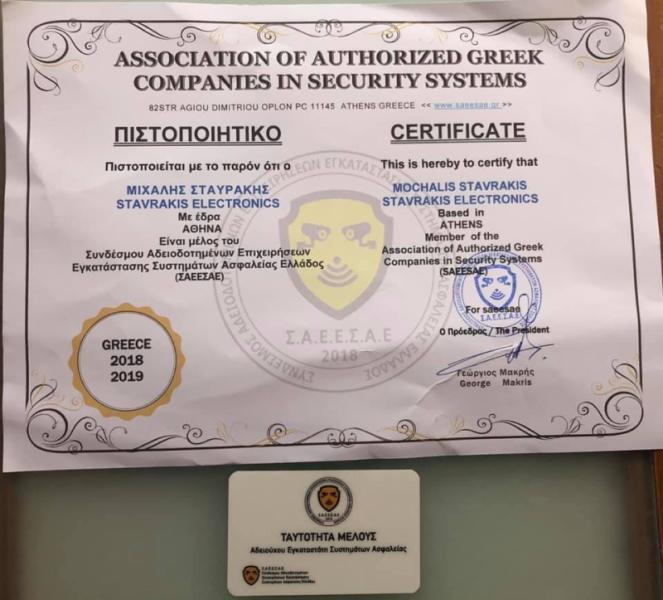 ASSOCIATION OF AUTHORIZED GREEK
COMPANIES IN SECURITY SYSTEMS
82STR AGIOU DIMITRIOU OPLON PC 11145 ATHENS GREECE << www.saeesae.gr >>
ΠΙΣΤΟΠΟΙΗΤΙΚΟ
Πιστοποιείται με το παρόν ότι ο
ΜΙΧΑΛΗΣ ΣΤΑΥΡΑΚΗΣ
STAVRAKIS ELECTRONICS
Με έδρα
ΑΘΗΝΑ
Είναι μέλος του
Συνδέσμου Αδειοδοτημένων Επιχειρήσεων
Εγκατάστασης Συστημάτων Ασφαλείας Ελλάδος
(ΣΑΕΕΣΑΕ)
CERTIFICATE
This is hereby to certify that
MOCHALIS STAVRAKIS
STAVRAKIS ELECTRONICS
Based in
ATHENS
Member of the
Association of Authorized Greek
Companies in Security Systems
(SAEESAE)
For saeesae
Σ.Α.Ε.Ε.Σ.Α.Ε
Ο Πρόεδρος / The President
Γεώργιος Μακρής
George Makris
Σ.Α.Ε.Ε.Σ.Α.Ε
2018
GREECE
2018
2019
ΤΑΥΤΟΤΗΤΑ ΜΕΛΟΥΣ
Αδειούχου Εγκαταστάτη Συστημάτων Ασφαλείας